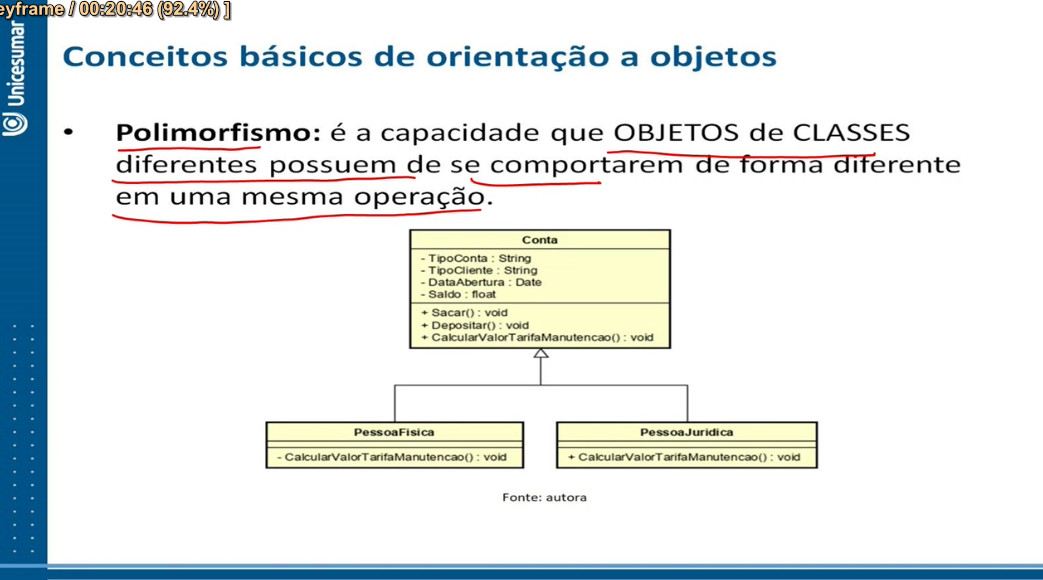 eyframe / 00:20:46 (92.4%) ]
Unicesumar
Conceitos básicos de orientação a objetos
• Polimorfismo: é a capacidade que OBJETOS de CLASSES
diferentes possuem de se comportarem de forma diferente
em uma mesma operação.
Conta
- TipoConta : String
- TipoCliente : String
- DataAbertura : Date
- Saldo : float
+ Sacar() : void
+ Depositar() : void
+ CalcularValorTarifaManutencao() : void
PessoaFisica
- CalcularValorTarifaManutencao() : void
PessoaJuridica
+ CalcularValorTarifaManutencao() : void
Fonte: autora